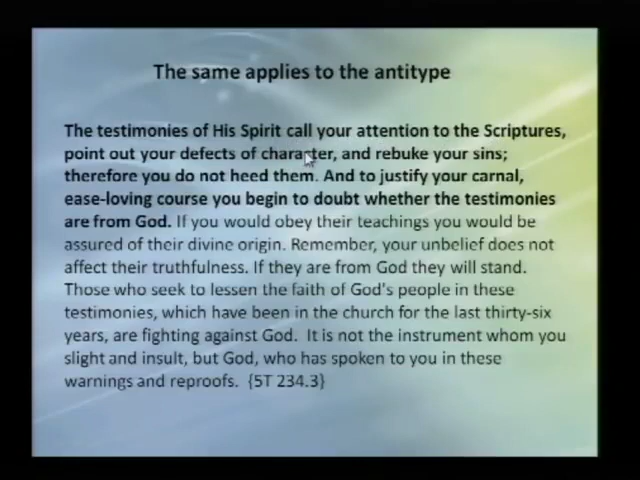 The same applies to the antitype
The testimonies of His Spirit call your attention to the Scriptures,
point out your defects of character, and rebuke your sins;
therefore you do not heed them. And to justify your carnal,
ease-loving course you begin to doubt whether the testimonies
are from God. If you would obey their teachings you would be
assured of their divine origin. Remember, your unbelief does not
affect their truthfulness. If they are from God they will stand.
Those who seek to lessen the faith of God's people in these
testimonies, which have been in the church for the last thirty-six
years, are fighting against God.  It is not the instrument whom you
slight and insult, but God, who has spoken to you in these
warnings and reproofs.  {5T 234.3}